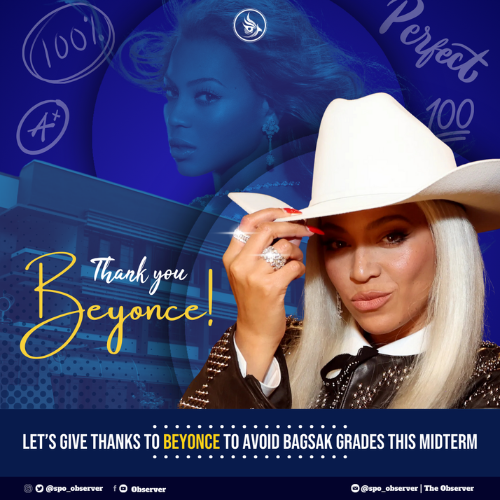 100%
Perfect
A+
100
Thank you
Beyonce!
LET'S GIVE THANKS TO BEYONCE TO AVOID BAGSAK GRADES THIS MIDTERM
@spo_observer Observer @spo_observer | The Observer